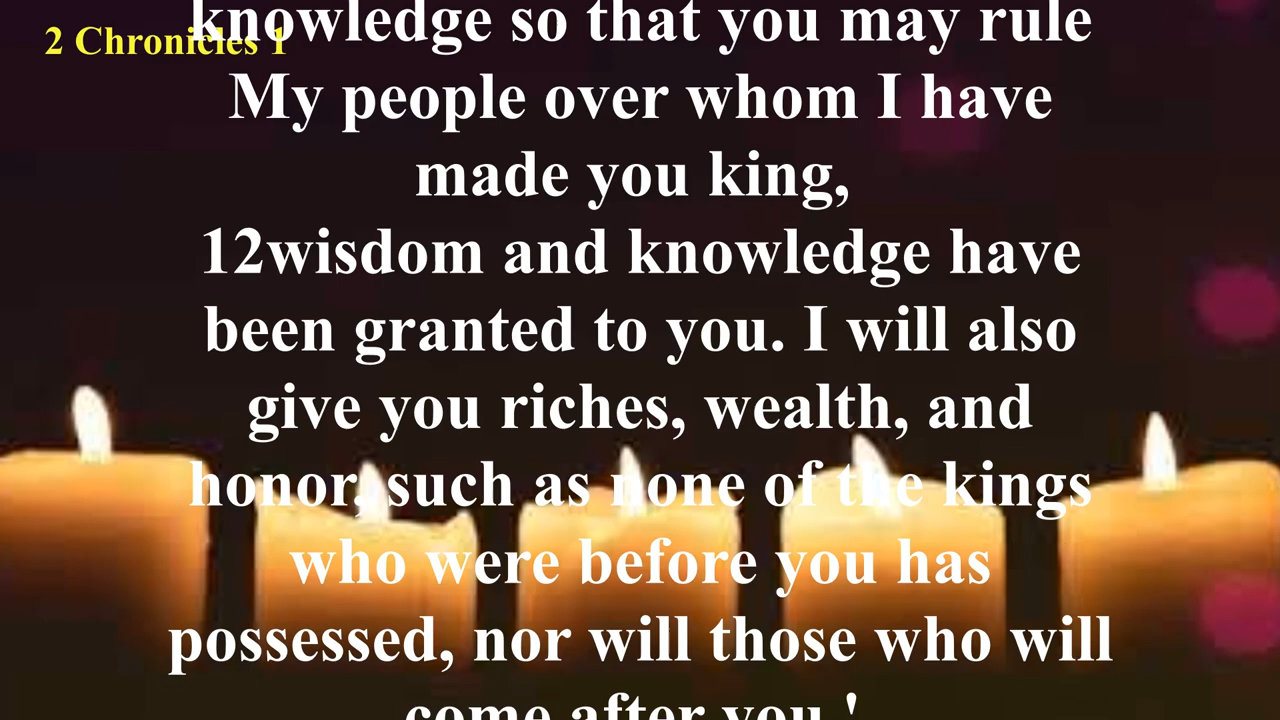 knowledge so that you may rule
2 Chronicles 1
My people over whom I have
made you king,
12wisdom and knowledge have
been granted to you. I will also
give you riches, wealth, and
honor, such as none of the kings
who were before you has
possessed, nor will those who will
come after you.'